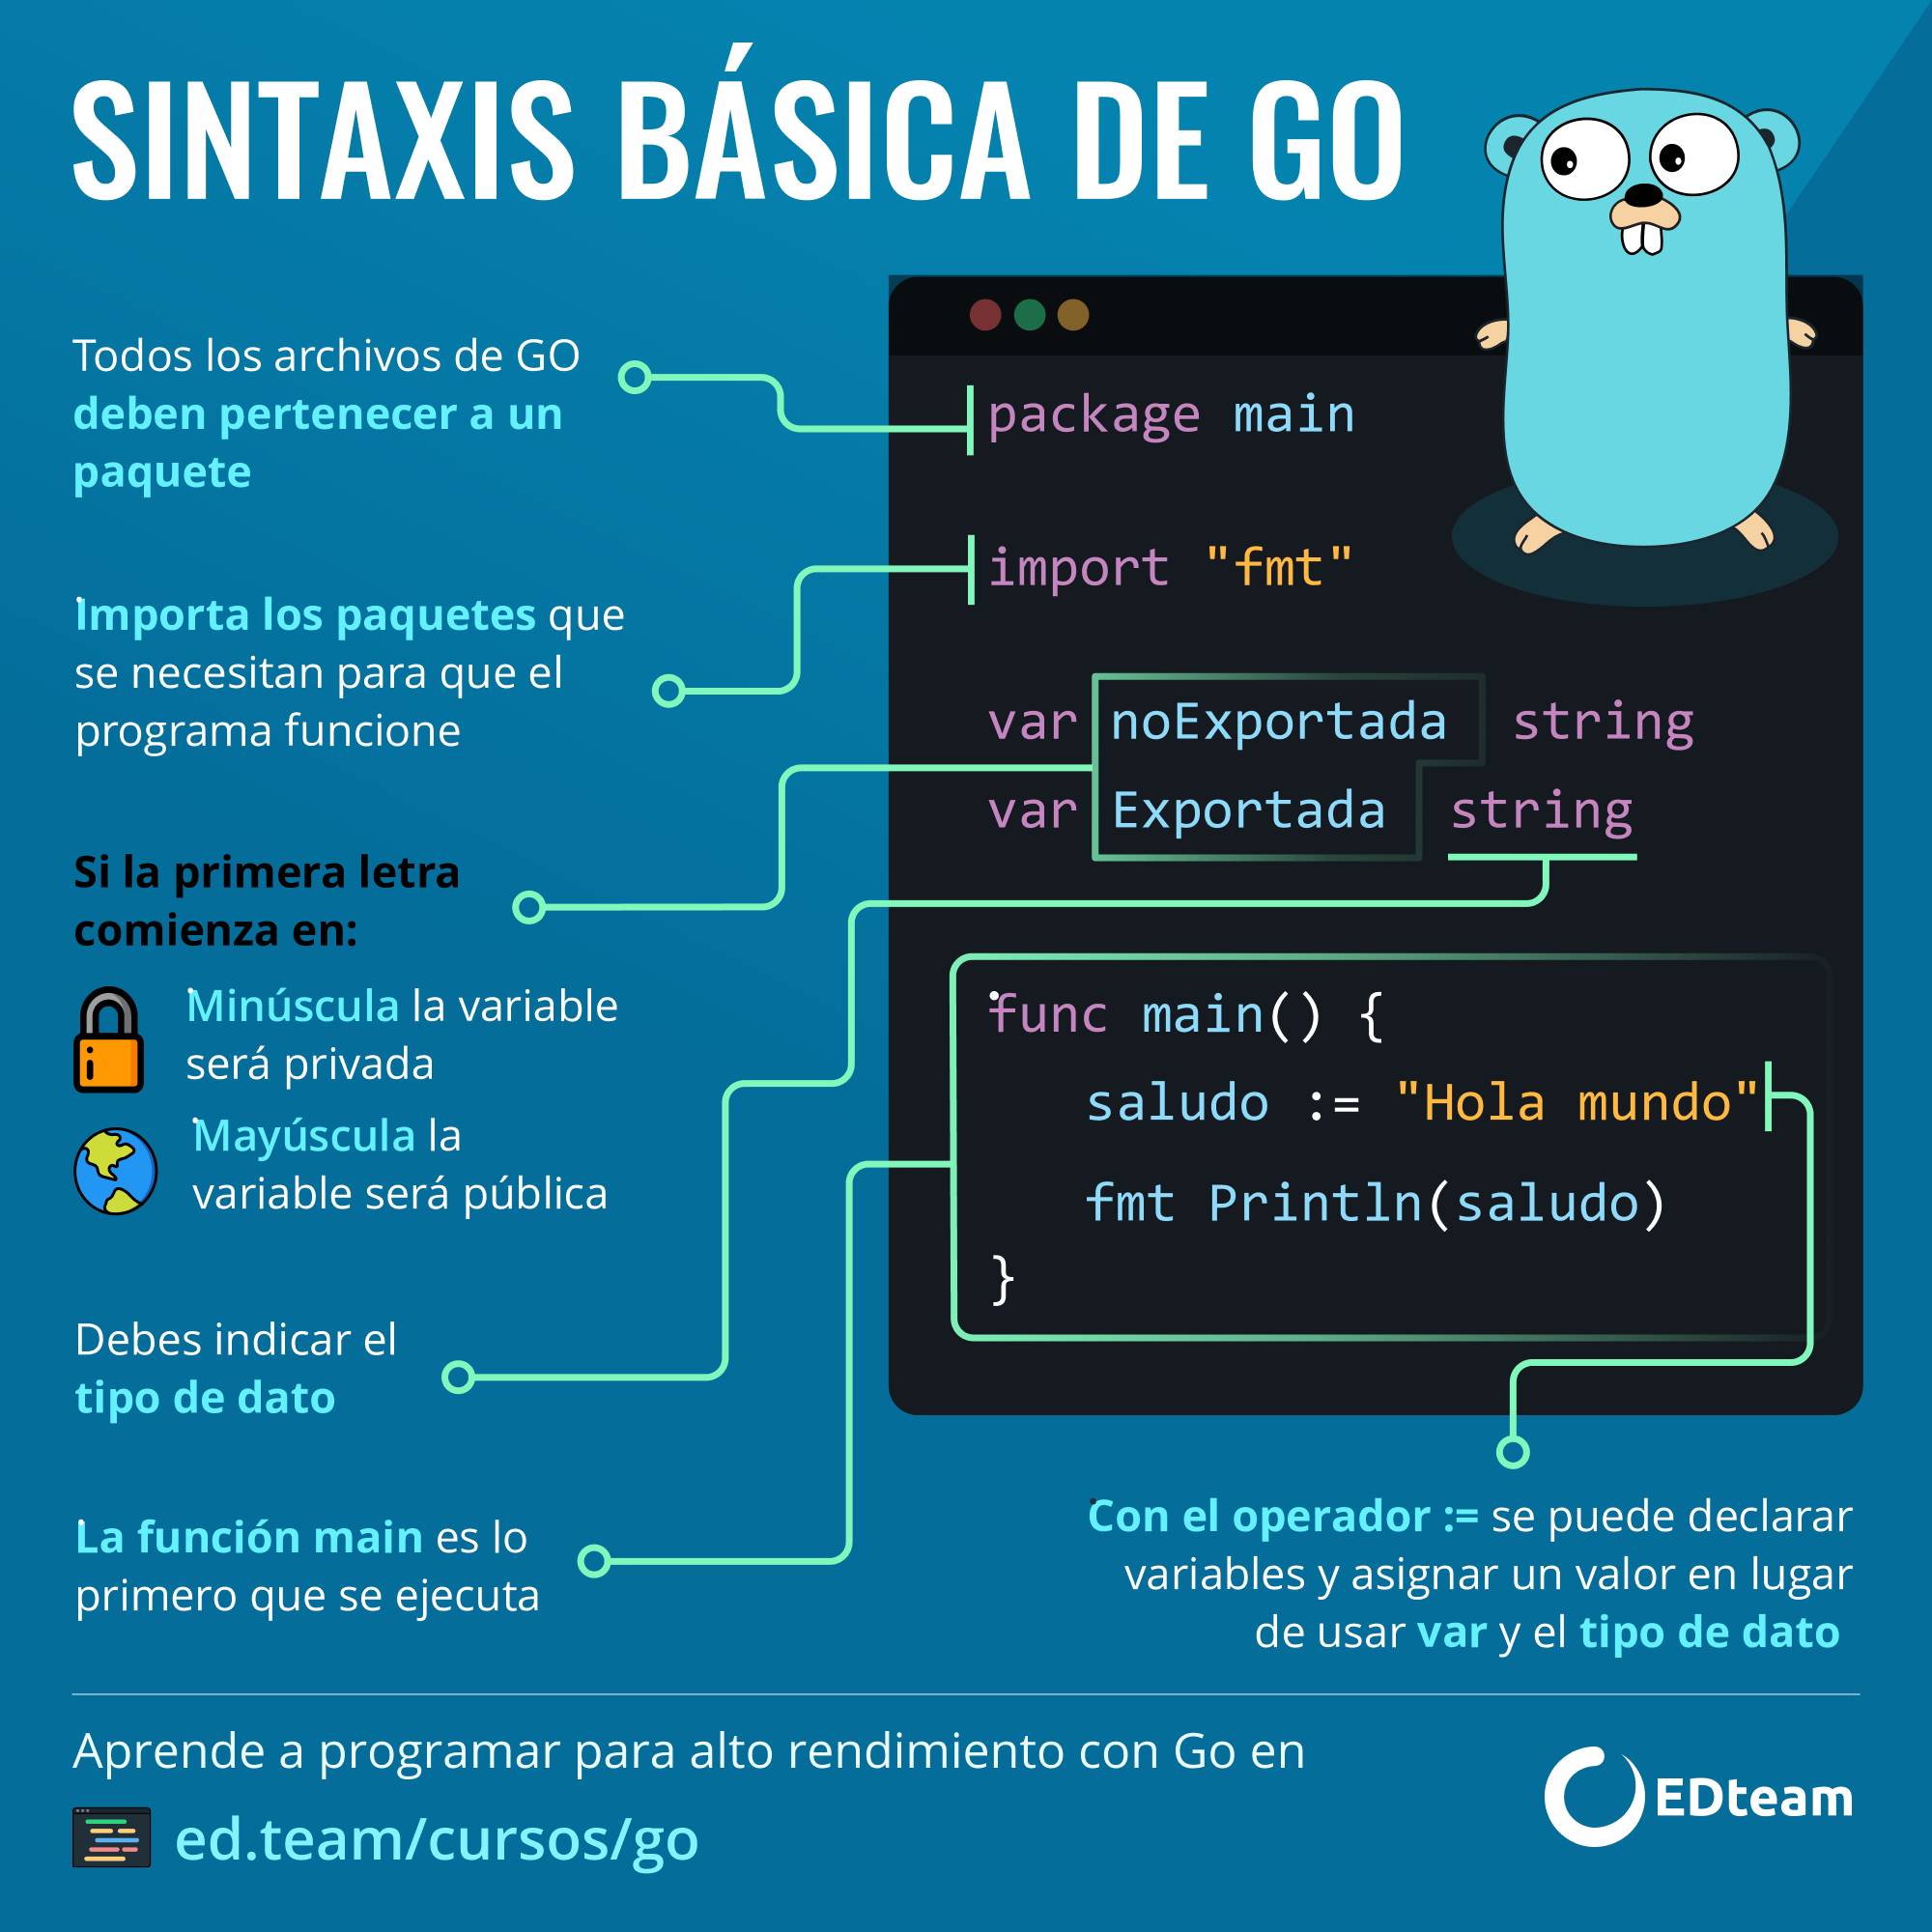 SINTAXIS BÁSICA DE GO
Todos los archivos de GO
deben pertenecer a un
paquete
Importa los paquetes que
se necesitan para que el
programa funcione
Si la primera letra
comienza en:
Minúscula la variable
será privada
Mayúscula la
variable será pública
Debes indicar el
tipo de dato
La función main es lo
primero que se ejecuta
package main
import "fmt"
var noExportada string
var Exportada string
func main() {
saludo := "Hola mundo"
fmt Println(saludo)
}
Con el operador := se puede declarar
variables y asignar un valor en lugar
de usar var y el tipo de dato
Aprende a programar para alto rendimiento con Go en
ed.team/cursos/go
EDteam